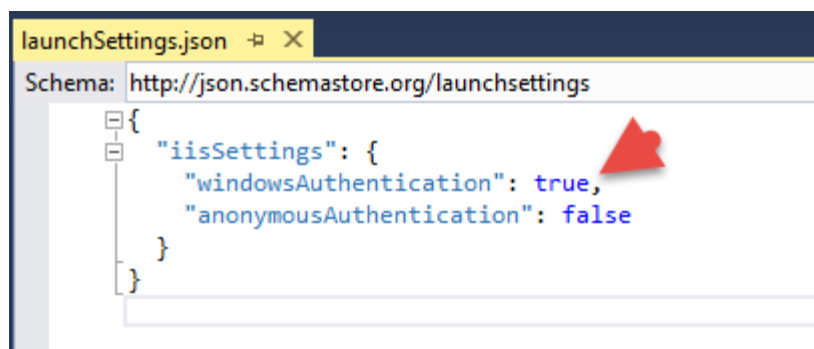 launchSettings.json
Schema: http://json.schemastore.org/launchsettings
{
"iisSettings": {
"windowsAuthentication": true,
"anonymousAuthentication": false
}
}